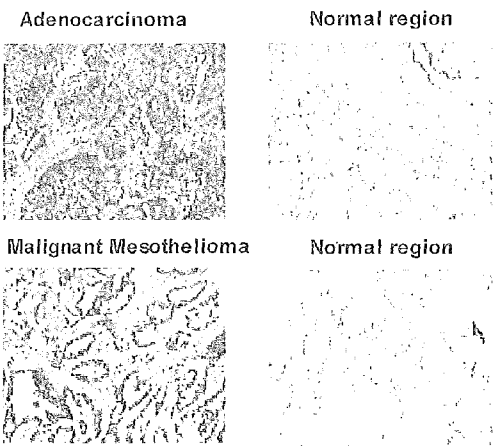 Adenocarcinoma
Normal region
Malignant Mesothelioma
Normal region